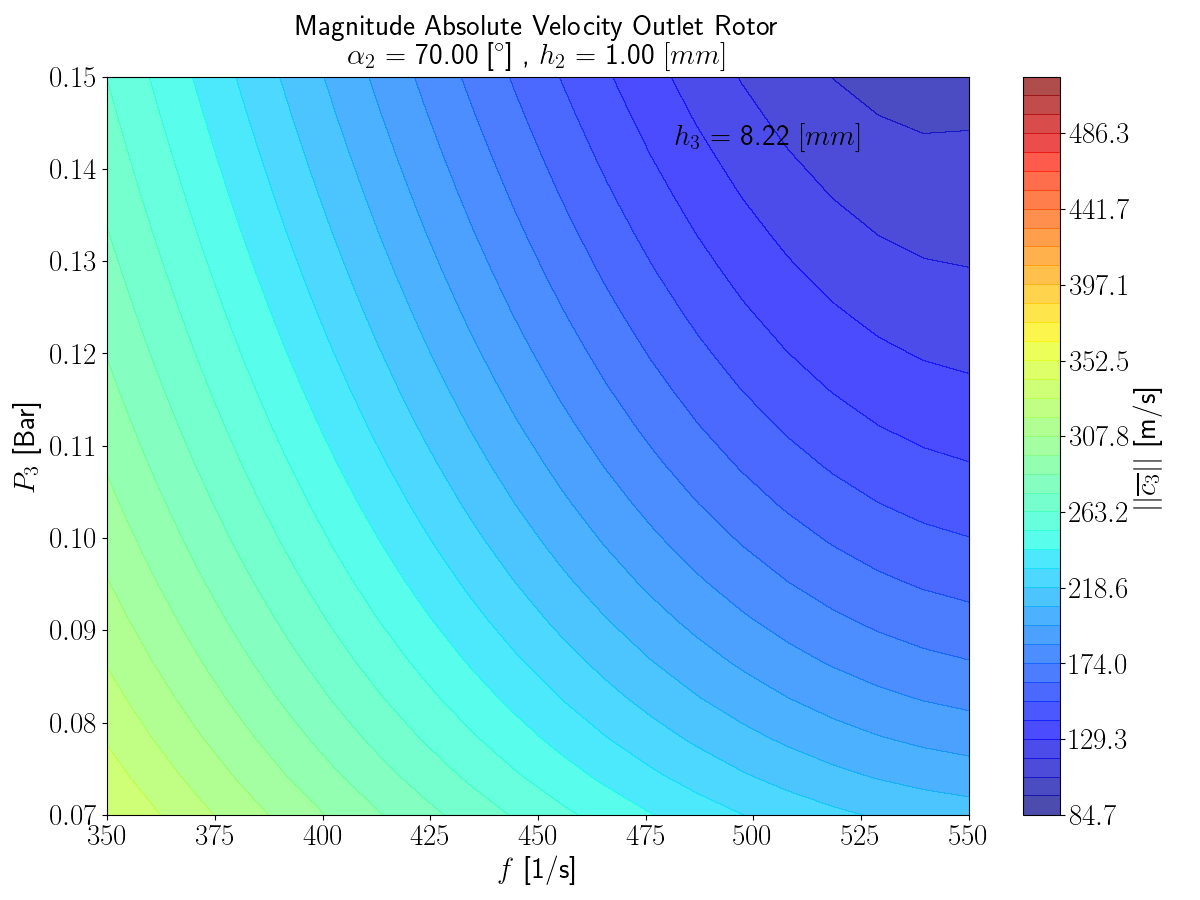 Magnitude Absolute Velocity Outlet Rotor
α₂ = 70.00 [°] , h₂ = 1.00 [mm]
h₃ = 8.22 [mm]
P₃ [Bar]
0.15
0.14
0.13
0.12
0.11
0.10
0.09
0.08
0.07
350 375 400 425 450 475 500 525 550
f [1/s]
486.3
441.7
397.1
352.5
307.8
263.2
218.6
174.0
129.3
84.7
||c̅₃|| [m/s]